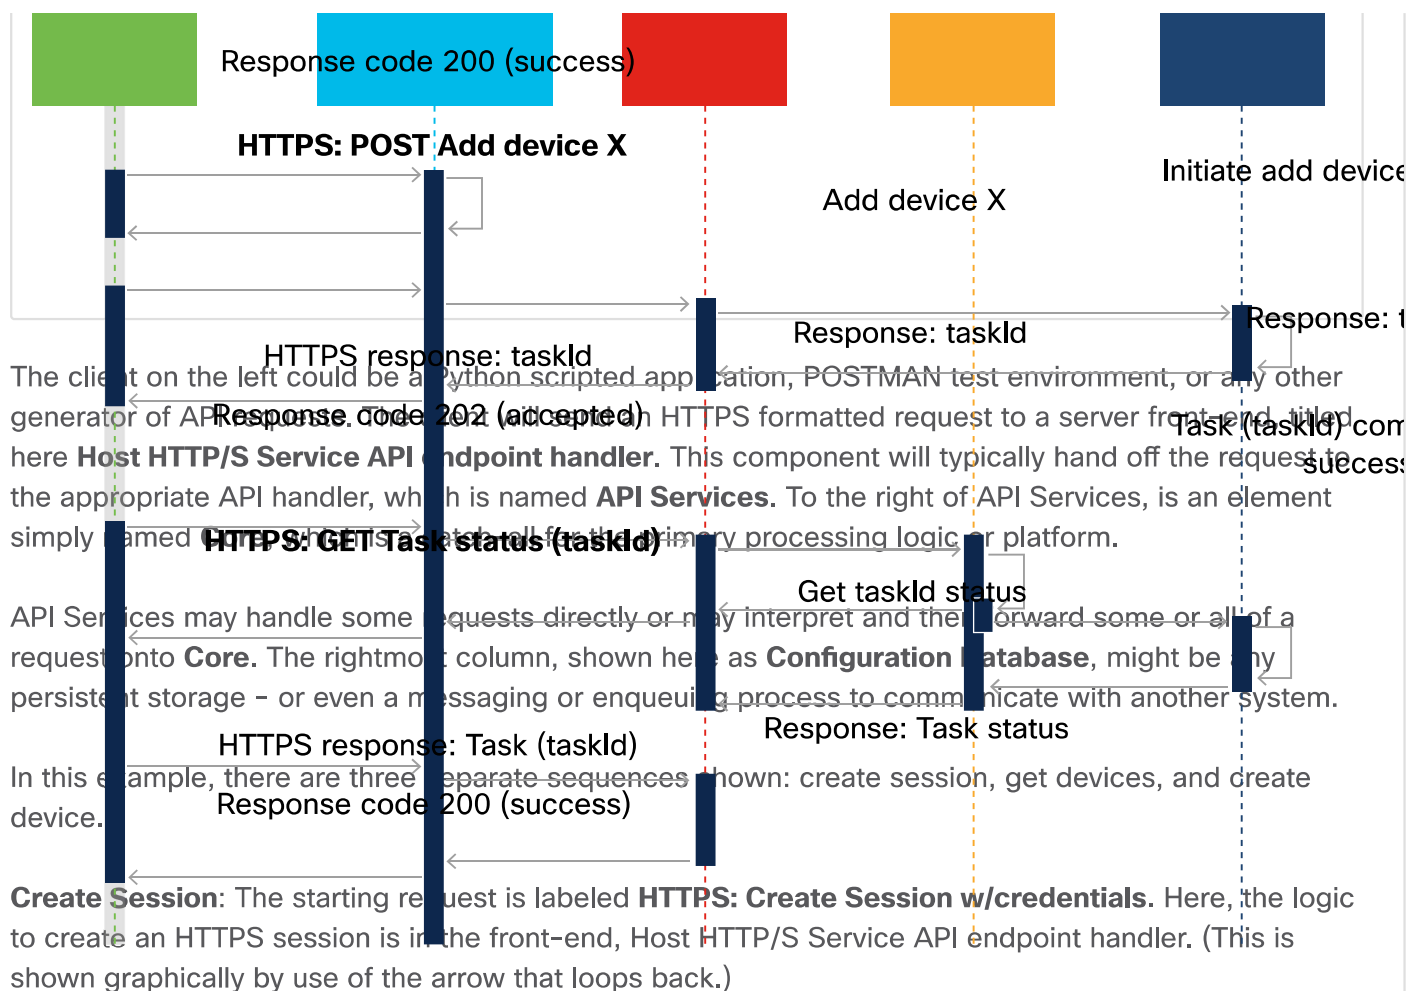 Response code 200 (success)
HTTPS: POST Add device X
Initiate add device
Add device X
Response: t
Response: taskId
HTTPS response: taskId
Response code 202 (accepted)
Task (taskId) com
success
The client on the left could be a Python scripted application, POSTMAN test environment, or any other
generator of API requests. The client will send an HTTPS formatted request to a server front-end, titled
here Host HTTP/S Service API endpoint handler. This component will typically hand off the request to
the appropriate API handler, which is named API Services. To the right of API Services, is an element
simply named Core, which is a catch-all for the primary processing logic or platform.
HTTPS: GET Task status (taskId)
Get taskId status
API Services may handle some requests directly or may interpret and then forward some or all of a
request onto Core. The rightmost column, shown here as Configuration Database, might be any
persistent storage - or even a messaging or enqueuing process to communicate with another system.
Response: Task status
HTTPS response: Task (taskId)
Response code 200 (success)
In this example, there are three separate sequences shown: create session, get devices, and create
device.
Create Session: The starting request is labeled HTTPS: Create Session w/credentials. Here, the logic
to create an HTTPS session is in the front-end, Host HTTP/S Service API endpoint handler. (This is
shown graphically by use of the arrow that loops back.)